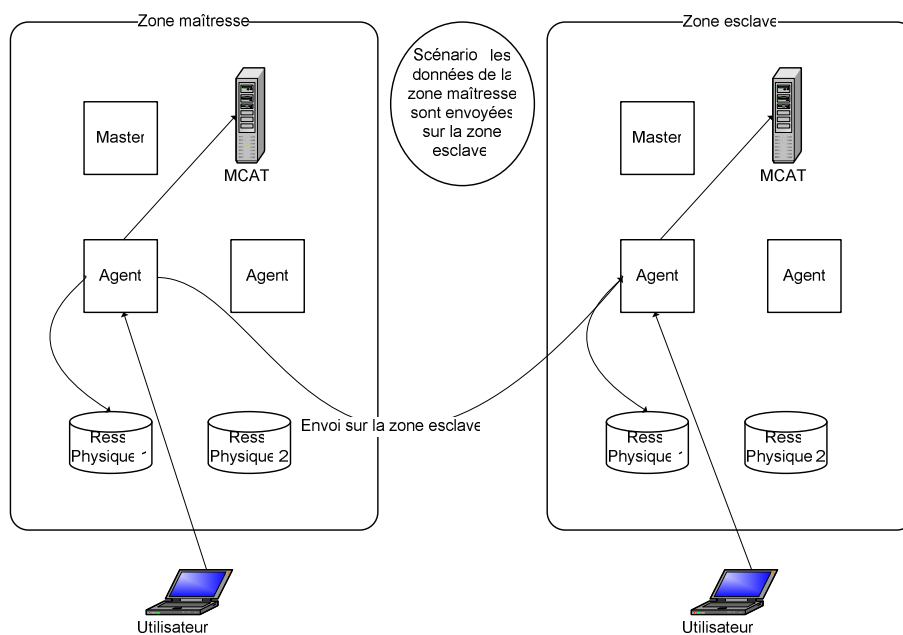 Zone maîtresse
Zone esclave
Scénario les
données de la
zone maîtresse
sont envoyées
sur la zone
esclave
Master
MCAT
Master
MCAT
Agent
Agent
Agent
Agent
Envoi sur la zone esclave
Ress
Physique 1
Ress
Physique 2
Ress
Physique 1
Ress
Physique 2
Utilisateur
Utilisateur